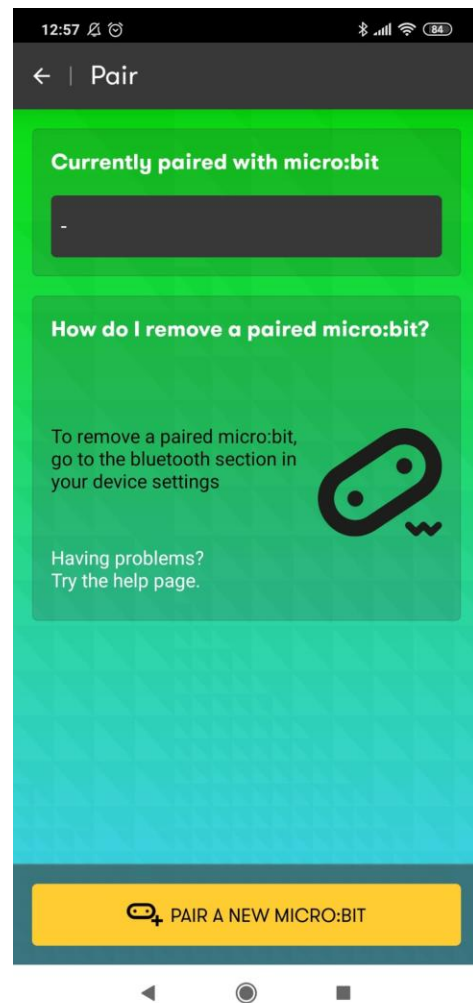 12:57 84
Pair
Currently paired with micro:bit
-
How do I remove a paired micro:bit?
To remove a paired micro:bit,
go to the bluetooth section in
your device settings
Having problems?
Try the help page.
PAIR A NEW MICRO:BIT